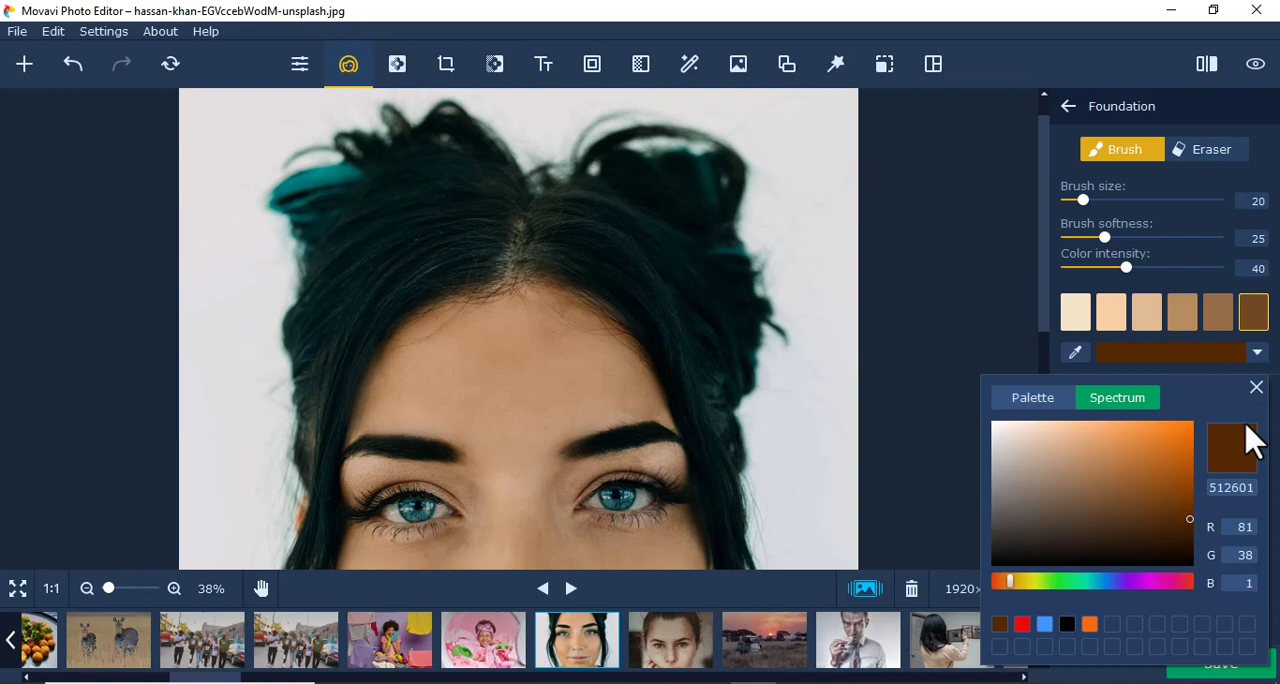 Movavi Photo Editor – hassan-khan-EGVccebWodM-unsplash.jpg
File Edit Settings About Help
Foundation
Brush Eraser
Brush size:
20
Brush softness:
25
Color intensity:
40
Palette Spectrum
512601
R 81
G 38
B 1
1:1 38% 1920×
Save